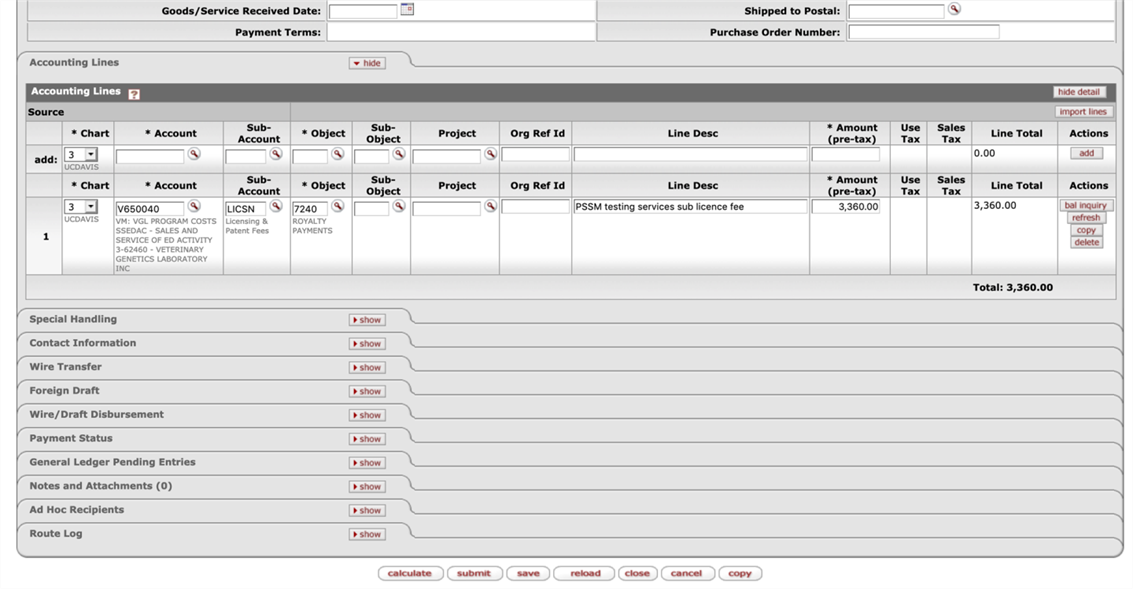 Goods/Service Received Date: Shipped to Postal:
Payment Terms: Purchase Order Number:
Accounting Lines hide
Accounting Lines ? hide detail
Source import lines
* Chart * Account Sub-Account * Object Sub-Object Project Org Ref Id Line Desc * Amount (pre-tax) Use Tax Sales Tax Line Total Actions
add: 3 0.00 add
UCDAVIS
* Chart * Account Sub-Account * Object Sub-Object Project Org Ref Id Line Desc * Amount (pre-tax) Use Tax Sales Tax Line Total Actions
1 3 V650040 LICSN 7240 PSSM testing services sub licence fee 3,360.00 3,360.00 bal inquiry
UCDAVIS VM: VGL PROGRAM COSTS Licensing & ROYALTY refresh
SSEDAC - SALES AND Patent Fees PAYMENTS copy
SERVICE OF ED ACTIVITY delete
3-62460 - VETERINARY
GENETICS LABORATORY
INC
Total: 3,360.00
Special Handling show
Contact Information show
Wire Transfer show
Foreign Draft show
Wire/Draft Disbursement show
Payment Status show
General Ledger Pending Entries show
Notes and Attachments (0) show
Ad Hoc Recipients show
Route Log show
calculate submit save reload close cancel copy